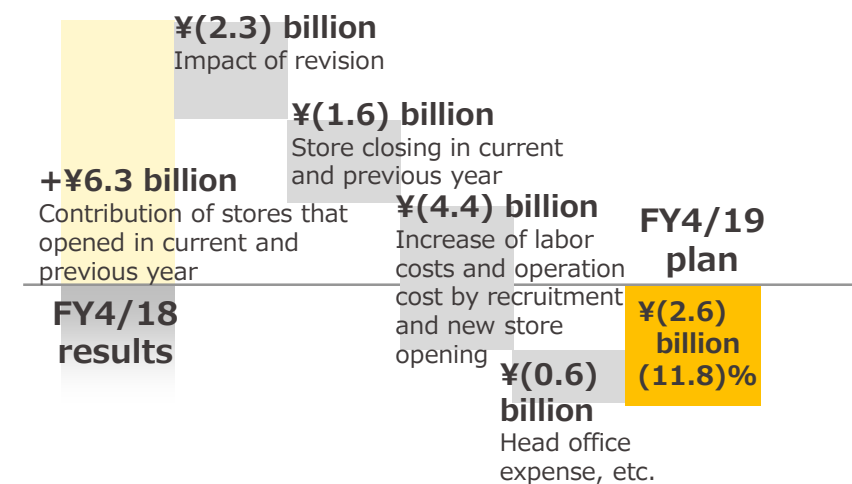 ¥(2.3) billion
Impact of revision
¥(1.6) billion
Store closing in current
and previous year
+¥6.3 billion
Contribution of stores that
opened in current and
previous year
¥(4.4) billion
Increase of labor
costs and operation
cost by recruitment
and new store
opening
FY4/19
plan
FY4/18
results
¥(2.6)
billion
(11.8)%
¥(0.6)
billion
Head office
expense, etc.